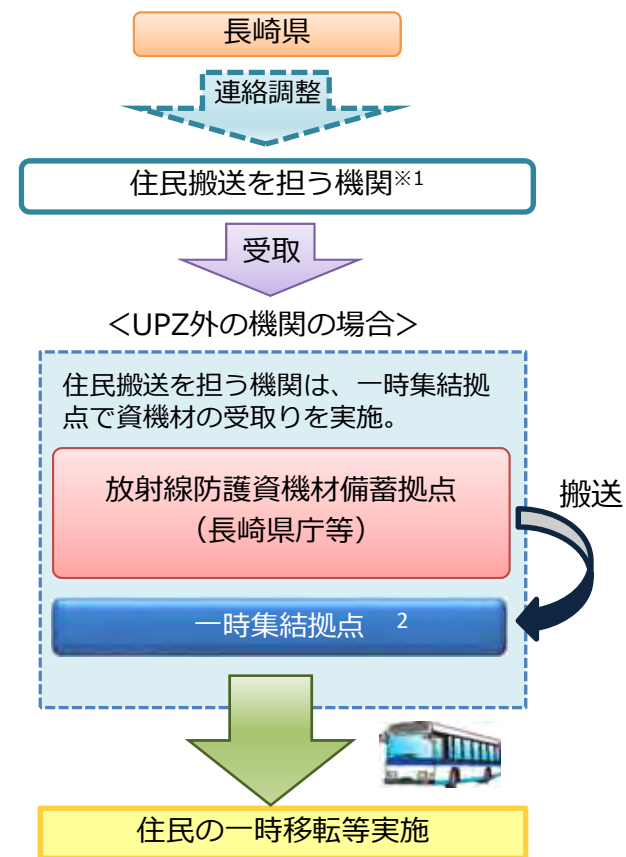 長崎県
連絡調整
住民搬送を担う機関※1
受取
＜UPZ外の機関の場合＞
住民搬送を担う機関は、一時集結拠
点で資機材の受取りを実施。
放射線防護資機材備蓄拠点
（長崎県庁等）
搬送
一時集結拠点 2
住民の一時移転等実施